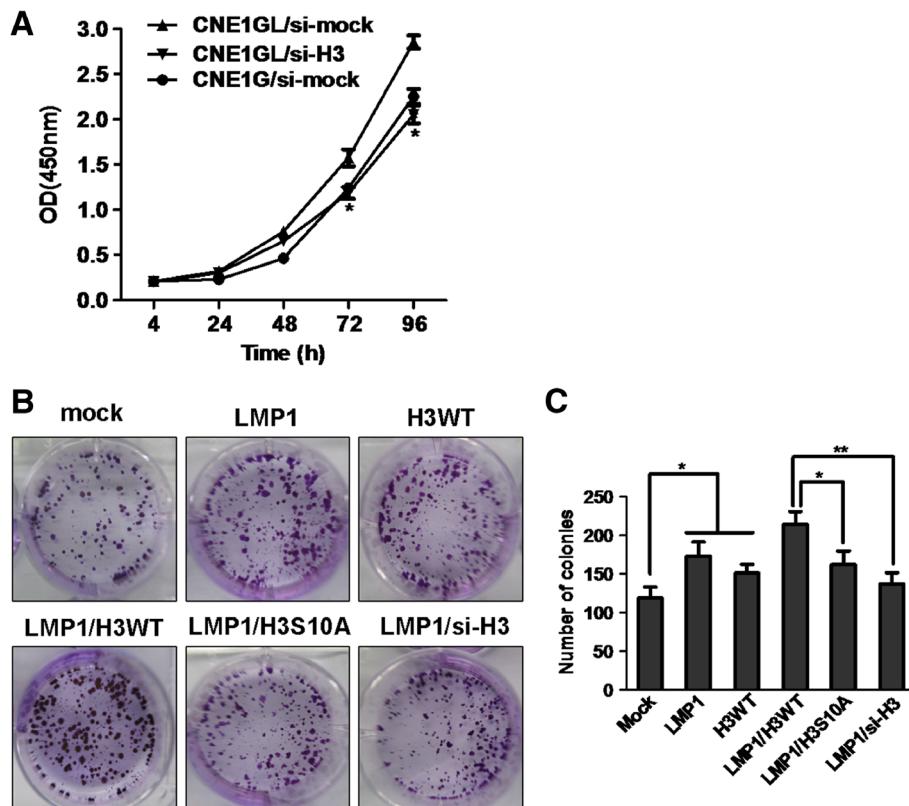 A
CNE1GL/si-mock
CNE1GL/si-H3
CNE1G/si-mock
OD(450nm)
3.0
2.5
2.0
1.5
1.0
0.5
0.0
*
*
4 24 48 72 96
Time (h)
B
mock LMP1 H3WT
LMP1/H3WT LMP1/H3S10A LMP1/si-H3
C
**
*
*
Number of colonies
250
200
150
100
50
0
Mock
LMP1
H3WT
LMP1/H3WT
LMP1/H3S10A
LMP1/si-H3